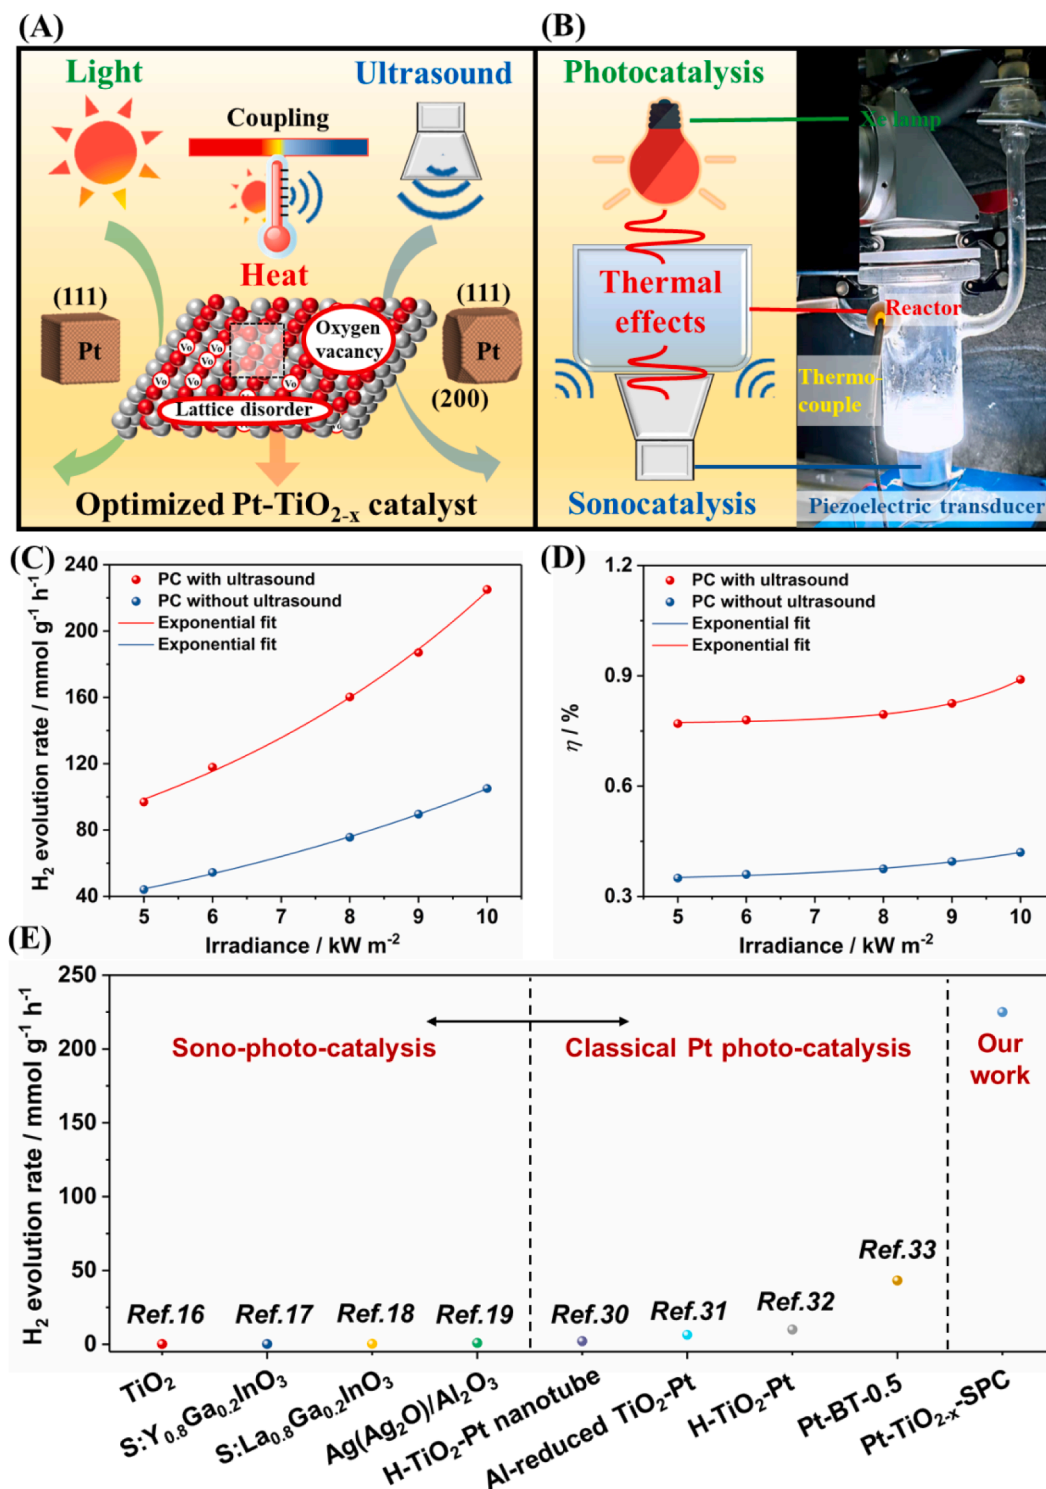 (A)
Light
Ultrasound
Coupling
Heat
(111)
Pt
Vo
Vo
Vo
Vo
Vo
Vo
Vo
Oxygen
vacancy
Lattice disorder
(111)
Pt
(200)
Optimized Pt-TiO2-x catalyst
(B)
Photocatalysis
Xe lamp
Thermal
effects
Reactor
Thermo-
couple
Sonocatalysis
Piezoelectric transducer
(C)
H2 evolution rate / mmol g-1 h-1
240
200
160
120
80
40
PC with ultrasound
PC without ultrasound
Exponential fit
Exponential fit
5 6 7 8 9 10
Irradiance / kW m-2
(D)
η / %
1.2
0.9
0.6
0.3
PC with ultrasound
PC without ultrasound
Exponential fit
Exponential fit
5 6 7 8 9 10
Irradiance / kW m-2
(E)
H2 evolution rate / mmol g-1 h-1
250
200
150
100
50
0
Sono-photo-catalysis
Classical Pt photo-catalysis
Our
work
Ref.16
Ref.17
Ref.18
Ref.19
Ref.30
Ref.31
Ref.32
Ref.33
TiO2
S:Y0.8Ga0.2InO3
S:La0.8Ga0.2InO3
Ag(Ag2O)/Al2O3
H-TiO2-Pt nanotube
Al-reduced TiO2-Pt
H-TiO2-Pt
Pt-BT-0.5
Pt-TiO2-x-SPC